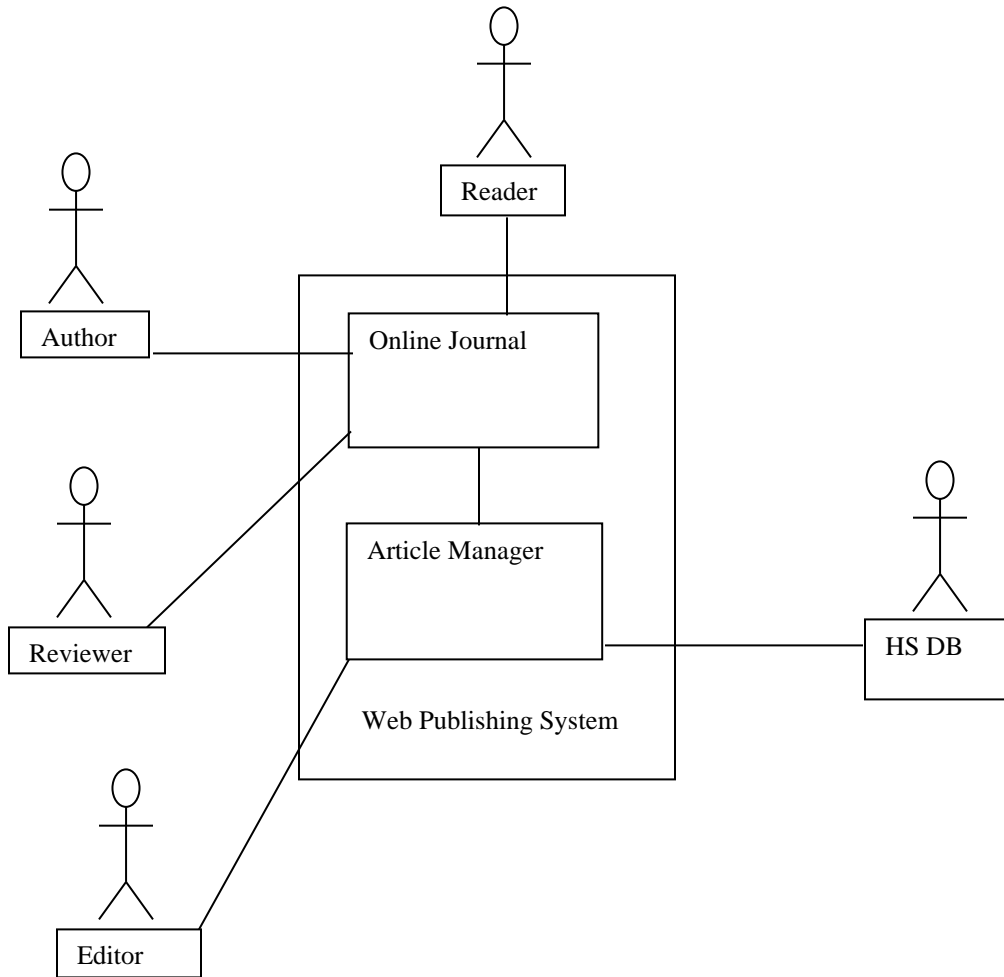 Reader
Author
Online Journal
Article Manager
Reviewer
HS DB
Web Publishing System
Editor